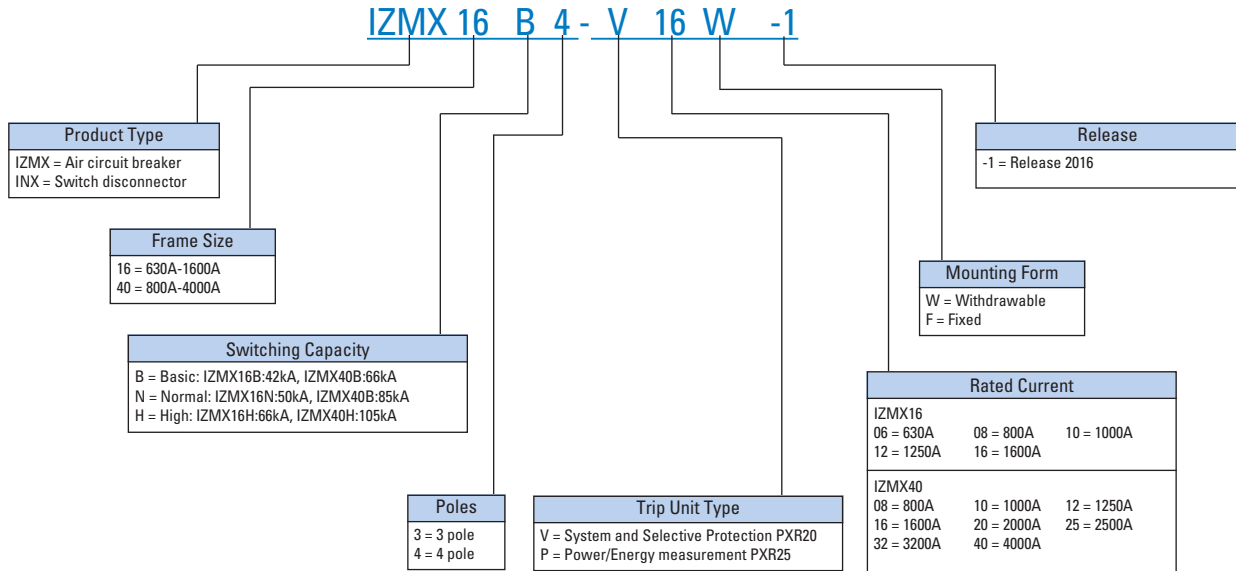 IZMX 16 B 4 - V 16 W -1
Product Type
IZMX = Air circuit breaker
INX = Switch disconnector
Release
-1 = Release 2016
Frame Size
16 = 630A-1600A
40 = 800A-4000A
Mounting Form
W = Withdrawable
F = Fixed
Switching Capacity
B = Basic: IZMX16B:42kA, IZMX40B:66kA
N = Normal: IZMX16N:50kA, IZMX40B:85kA
H = High: IZMX16H:66kA, IZMX40H:105kA
Rated Current
IZMX16
06 = 630A 08 = 800A 10 = 1000A
12 = 1250A 16 = 1600A
IZMX40
08 = 800A 10 = 1000A 12 = 1250A
16 = 1600A 20 = 2000A 25 = 2500A
32 = 3200A 40 = 4000A
Poles
3 = 3 pole
4 = 4 pole
Trip Unit Type
V = System and Selective Protection PXR20
P = Power/Energy measurement PXR25